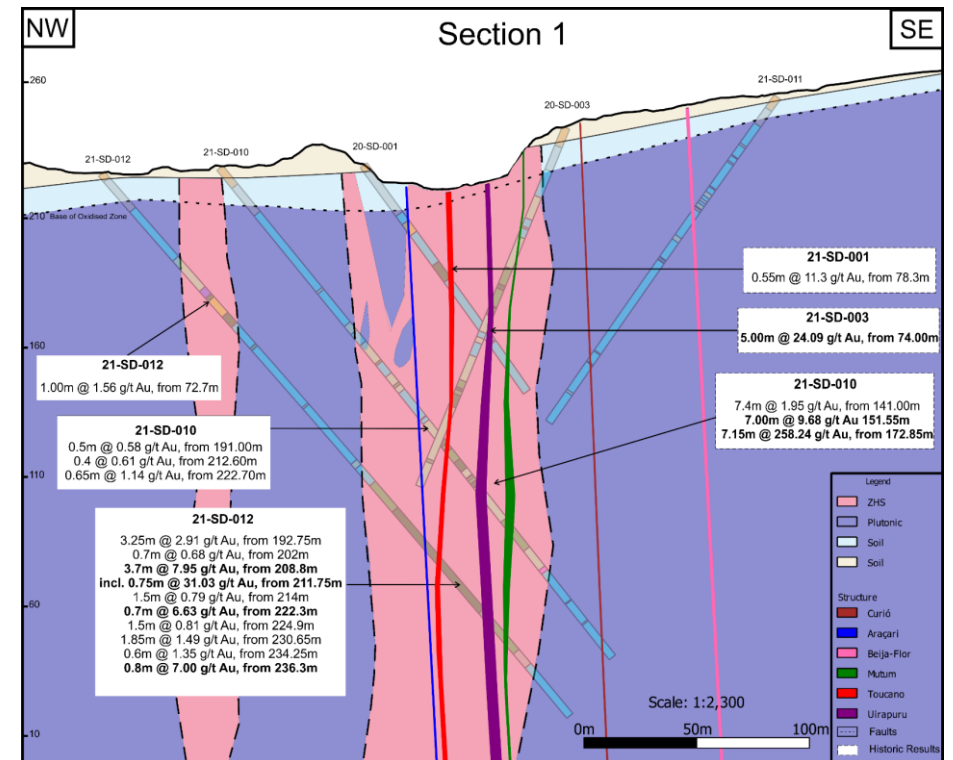 NW
Section 1
SE
260
21-SD-011
20-SD-003
20-SD-001
21-SD-010
21-SD-012
210
Base of Oxidised Zone
21-SD-001
0.55m @ 11.3 g/t Au, from 78.3m
21-SD-003
5.00m @ 24.09 g/t Au, from 74.00m
160
21-SD-012
1.00m @ 1.56 g/t Au, from 72.7m
21-SD-010
7.4m @ 1.95 g/t Au, from 141.00m
7.00m @ 9.68 g/t Au 151.55m
7.15m @ 258.24 g/t Au, from 172.85m
21-SD-010
0.5m @ 0.58 g/t Au, from 191.00m
0.4 @ 0.61 g/t Au, from 212.60m
0.65m @ 1.14 g/t Au, from 222.70m
110
21-SD-012
3.25m @ 2.91 g/t Au, from 192.75m
0.7m @ 0.68 g/t Au, from 202m
3.7m @ 7.95 g/t Au, from 208.8m
incl. 0.75m @ 31.03 g/t Au, from 211.75m
1.5m @ 0.79 g/t Au, from 214m
0.7m @ 6.63 g/t Au, from 222.3m
1.5m @ 0.81 g/t Au, from 224.9m
1.85m @ 1.49 g/t Au, from 230.65m
0.6m @ 1.35 g/t Au, from 234.25m
0.8m @ 7.00 g/t Au, from 236.3m
60
10
Legend
ZHS
Plutonic
Soil
Soil
Structure
Curió
Araçari
Beija-Flor
Mutum
Toucano
Uirapuru
Faults
Historic Results
Scale: 1:2,300
0m 50m 100m